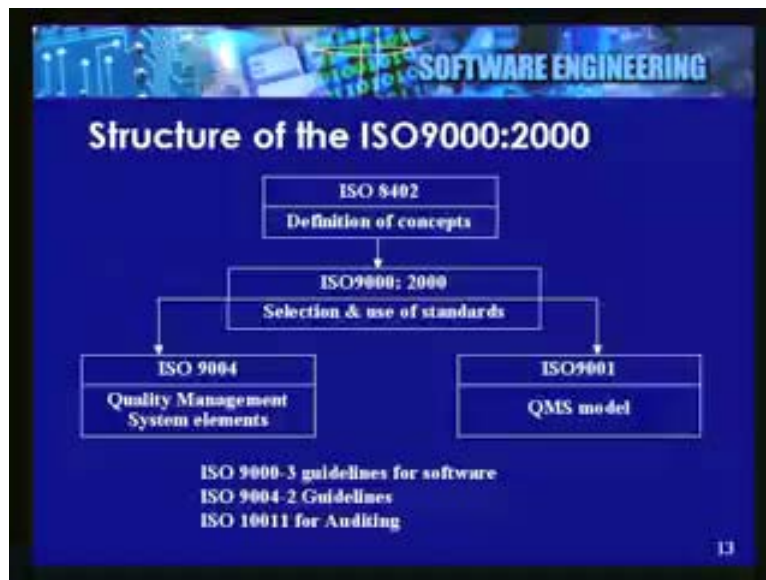 SOFTWARE ENGINEERING
Structure of the ISO9000:2000
ISO 8402
Definition of concepts
ISO9000: 2000
Selection & use of standards
ISO 9004
Quality Management
System elements
ISO9001
QMS model
ISO 9000-3 guidelines for software
ISO 9004-2 Guidelines
ISO 10011 for Auditing
13